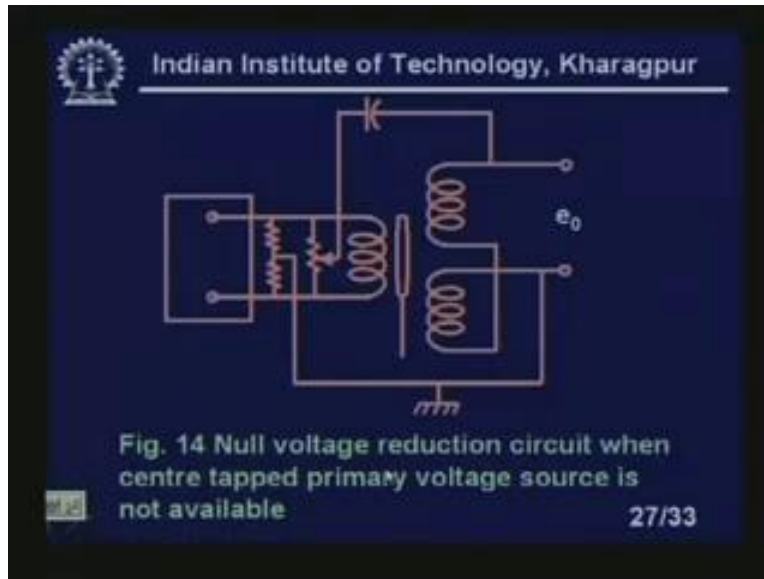 Indian Institute of Technology, Kharagpur
e0
Fig. 14 Null voltage reduction circuit when
centre tapped primary voltage source is
not available
27/33